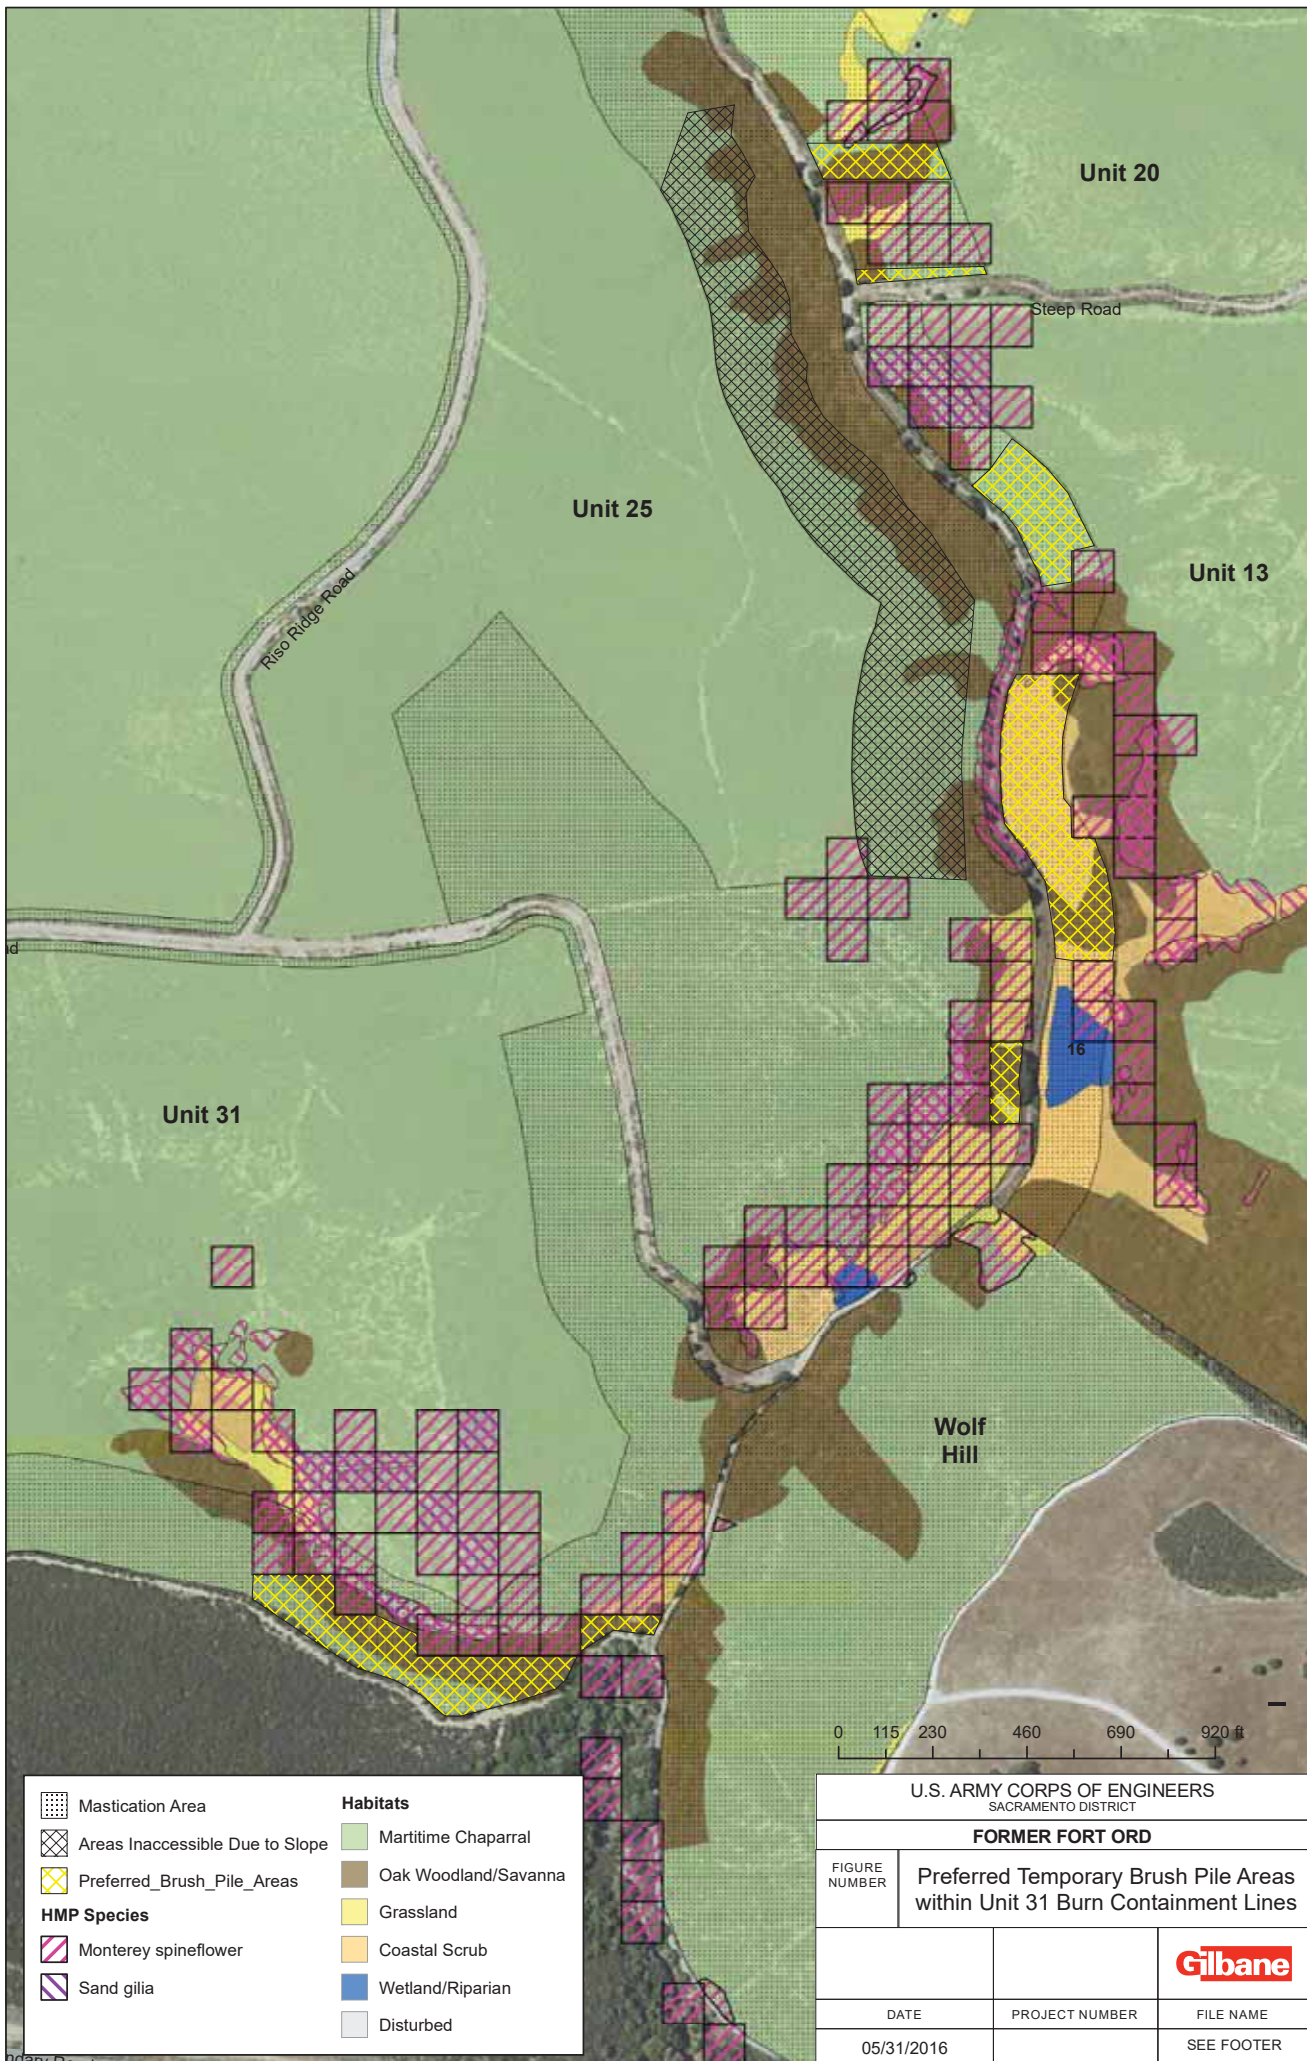 Unit 20
Steep Road
Unit 25
Unit 13
Riso Ridge Road
16
Unit 31
Wolf
Hill
0 115 230 460 690 920 ft
Mastication Area
Areas Inaccessible Due to Slope
Preferred_Brush_Pile_Areas
HMP Species
Monterey spineflower
Sand gilia
Habitats
Martitime Chaparral
Oak Woodland/Savanna
Grassland
Coastal Scrub
Wetland/Riparian
Disturbed
U.S. ARMY CORPS OF ENGINEERS
SACRAMENTO DISTRICT
FORMER FORT ORD
FIGURE
NUMBER
Preferred Temporary Brush Pile Areas
within Unit 31 Burn Containment Lines
Gilbane
DATE PROJECT NUMBER FILE NAME
05/31/2016 SEE FOOTER